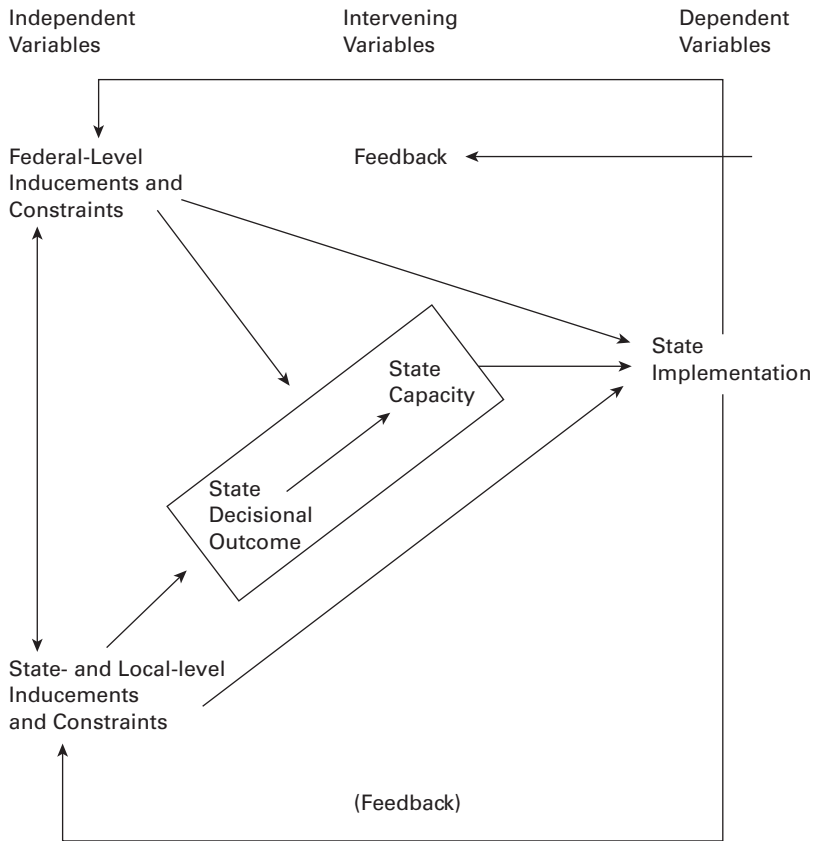 Independent
Variables
Intervening
Variables
Dependent
Variables
Federal-Level
Inducements and
Constraints
Feedback
State
Capacity
State
Implementation
State
Decisional
Outcome
State- and Local-level
Inducements
and Constraints
(Feedback)